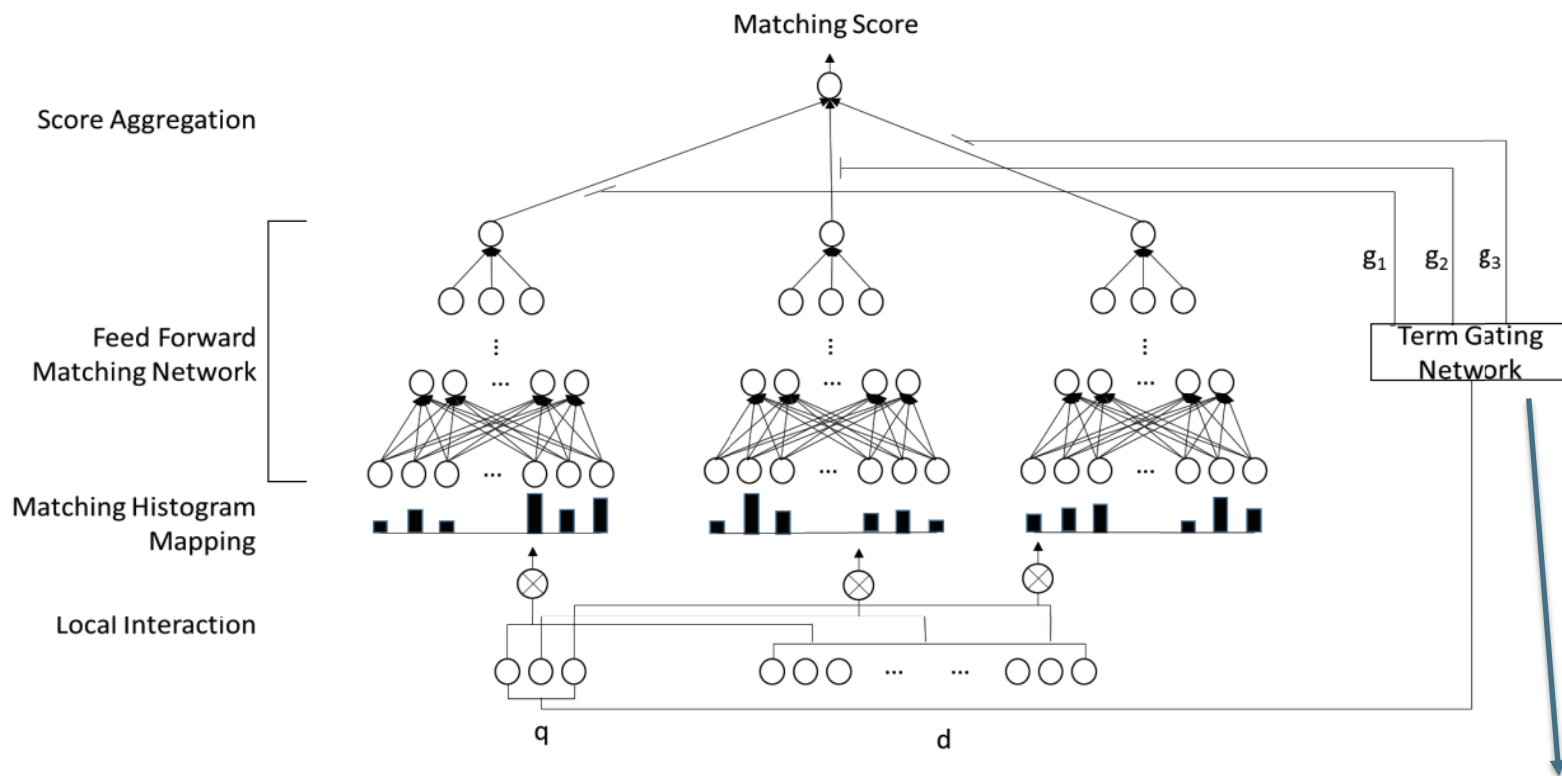 Matching Score
Score Aggregation
g₁ g₂ g₃
Feed Forward
Matching Network
Term Gating
Network
⋮ ⋮ ⋮
... ... ...
... ... ...
Matching Histogram
Mapping
Local Interaction
... ...
q d